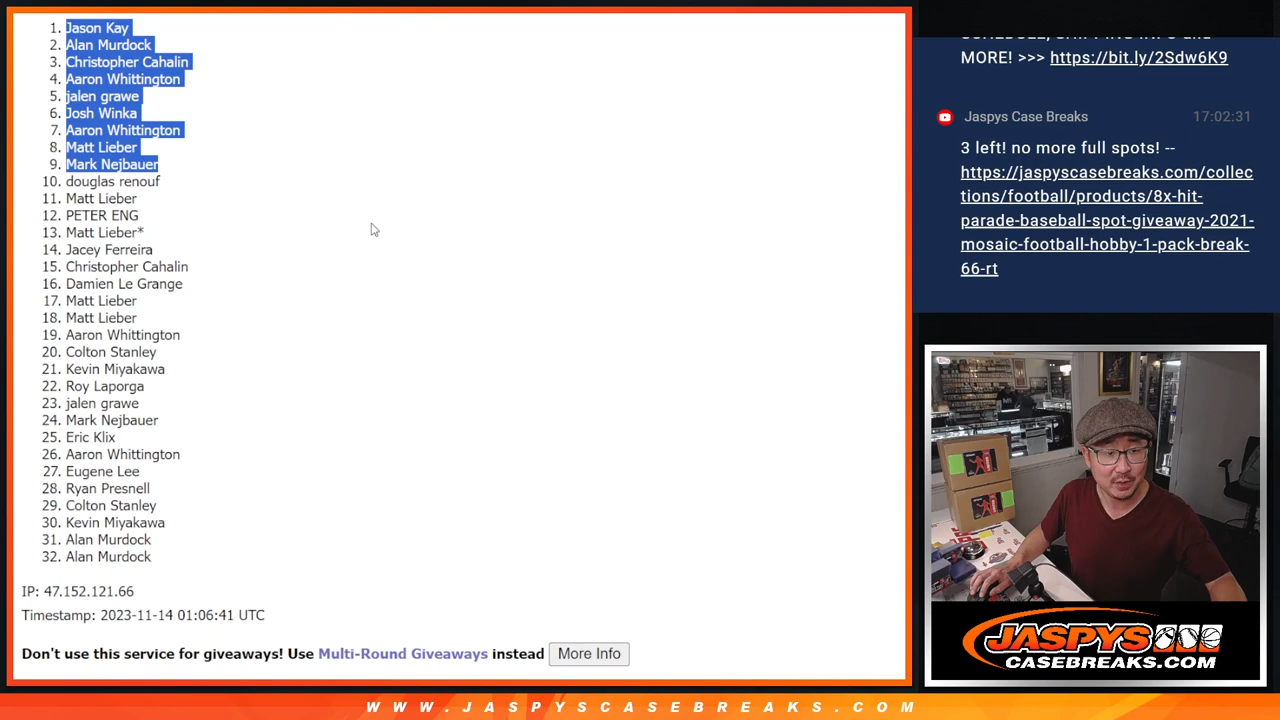 1. Jason Kay
2. Alan Murdock
3. Christopher Cahalin
4. Aaron Whittington
5. jalen grawe
6. Josh Winka
7. Aaron Whittington
8. Matt Lieber
9. Mark Nejbauer
10. douglas renouf
11. Matt Lieber
12. PETER ENG
13. Matt Lieber*
14. Jacey Ferreira
15. Christopher Cahalin
16. Damien Le Grange
17. Matt Lieber
18. Matt Lieber
19. Aaron Whittington
20. Colton Stanley
21. Kevin Miyakawa
22. Roy Laporga
23. jalen grawe
24. Mark Nejbauer
25. Eric Klix
26. Aaron Whittington
27. Eugene Lee
28. Ryan Presnell
29. Colton Stanley
30. Kevin Miyakawa
31. Alan Murdock
32. Alan Murdock
IP: 47.152.121.66
Timestamp: 2023-11-14 01:06:41 UTC
Don't use this service for giveaways! Use Multi-Round Giveaways instead More Info
MORE! >>> https://bit.ly/2Sdw6K9
Jaspys Case Breaks 17:02:31
3 left! no more full spots! --
https://jaspyscasebreaks.com/collec
tions/football/products/8x-hit-
parade-baseball-spot-giveaway-2021-
mosaic-football-hobby-1-pack-break-
66-rt
JASPYS
CASEBREAKS.COM
WWW.JASPYSCASEBREAKS.COM